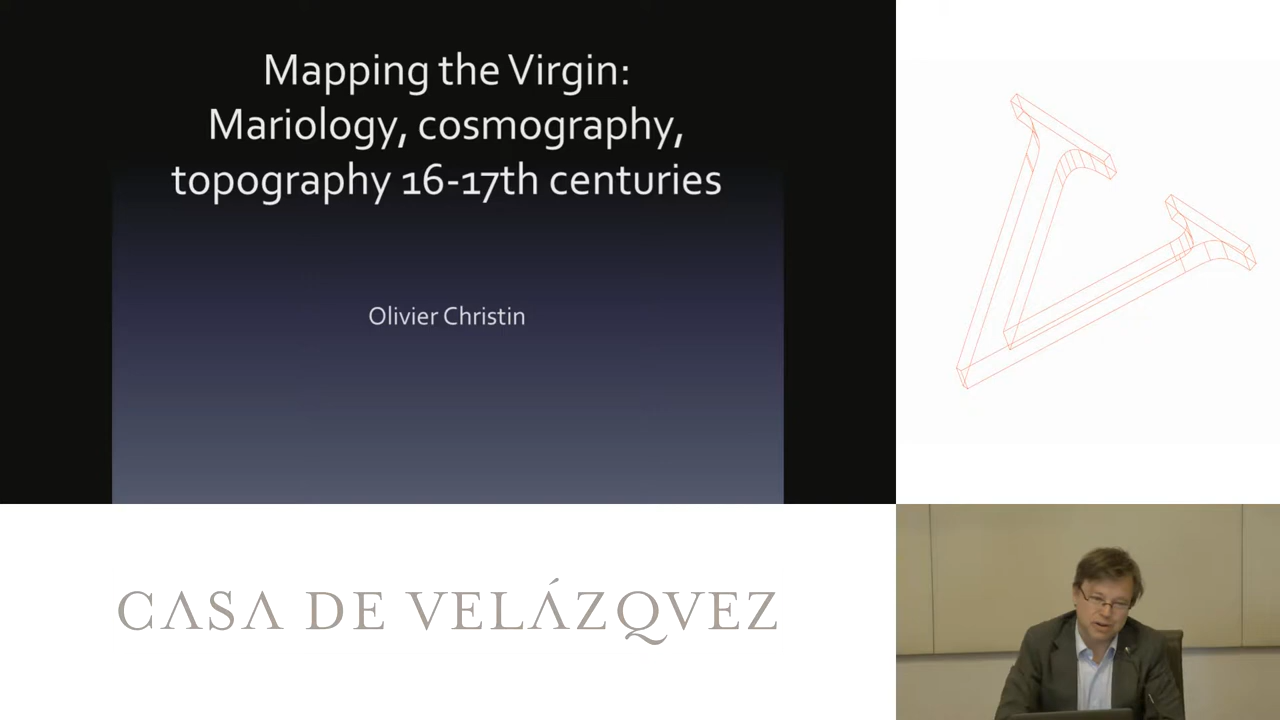 Mapping the Virgin:
Mariology, cosmography,
topography 16-17th centuries
Olivier Christin
CASA DE VELÁZQVEZ